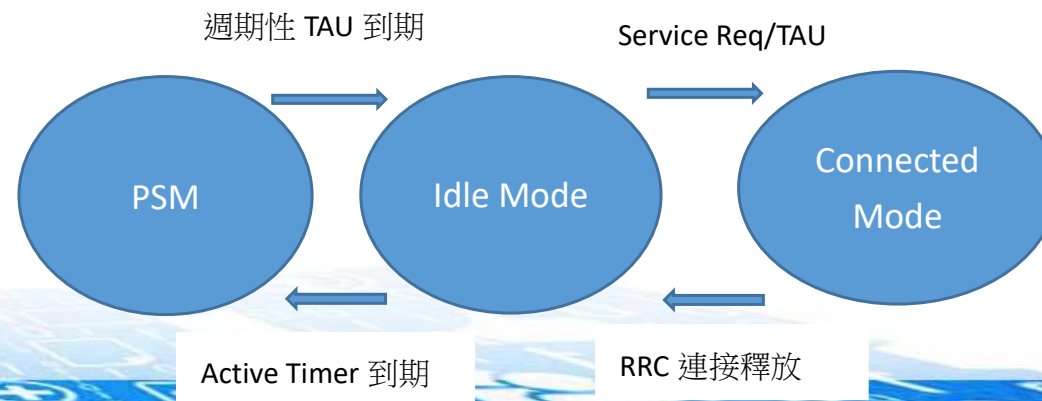 週期性 TAU 到期
Service Req/TAU
PSM
Idle Mode
Connected
Mode
Active Timer 到期
RRC 連接釋放